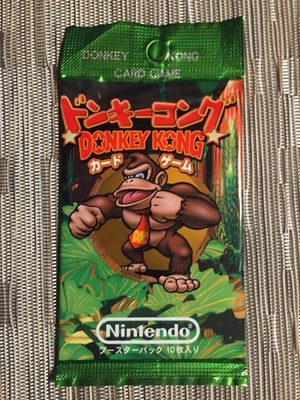 DONKEY KONG
CARD GAME
ドンキーコング
DONKEY KONG
カード ゲーム
Nintendo
ブースターパック 10枚入り